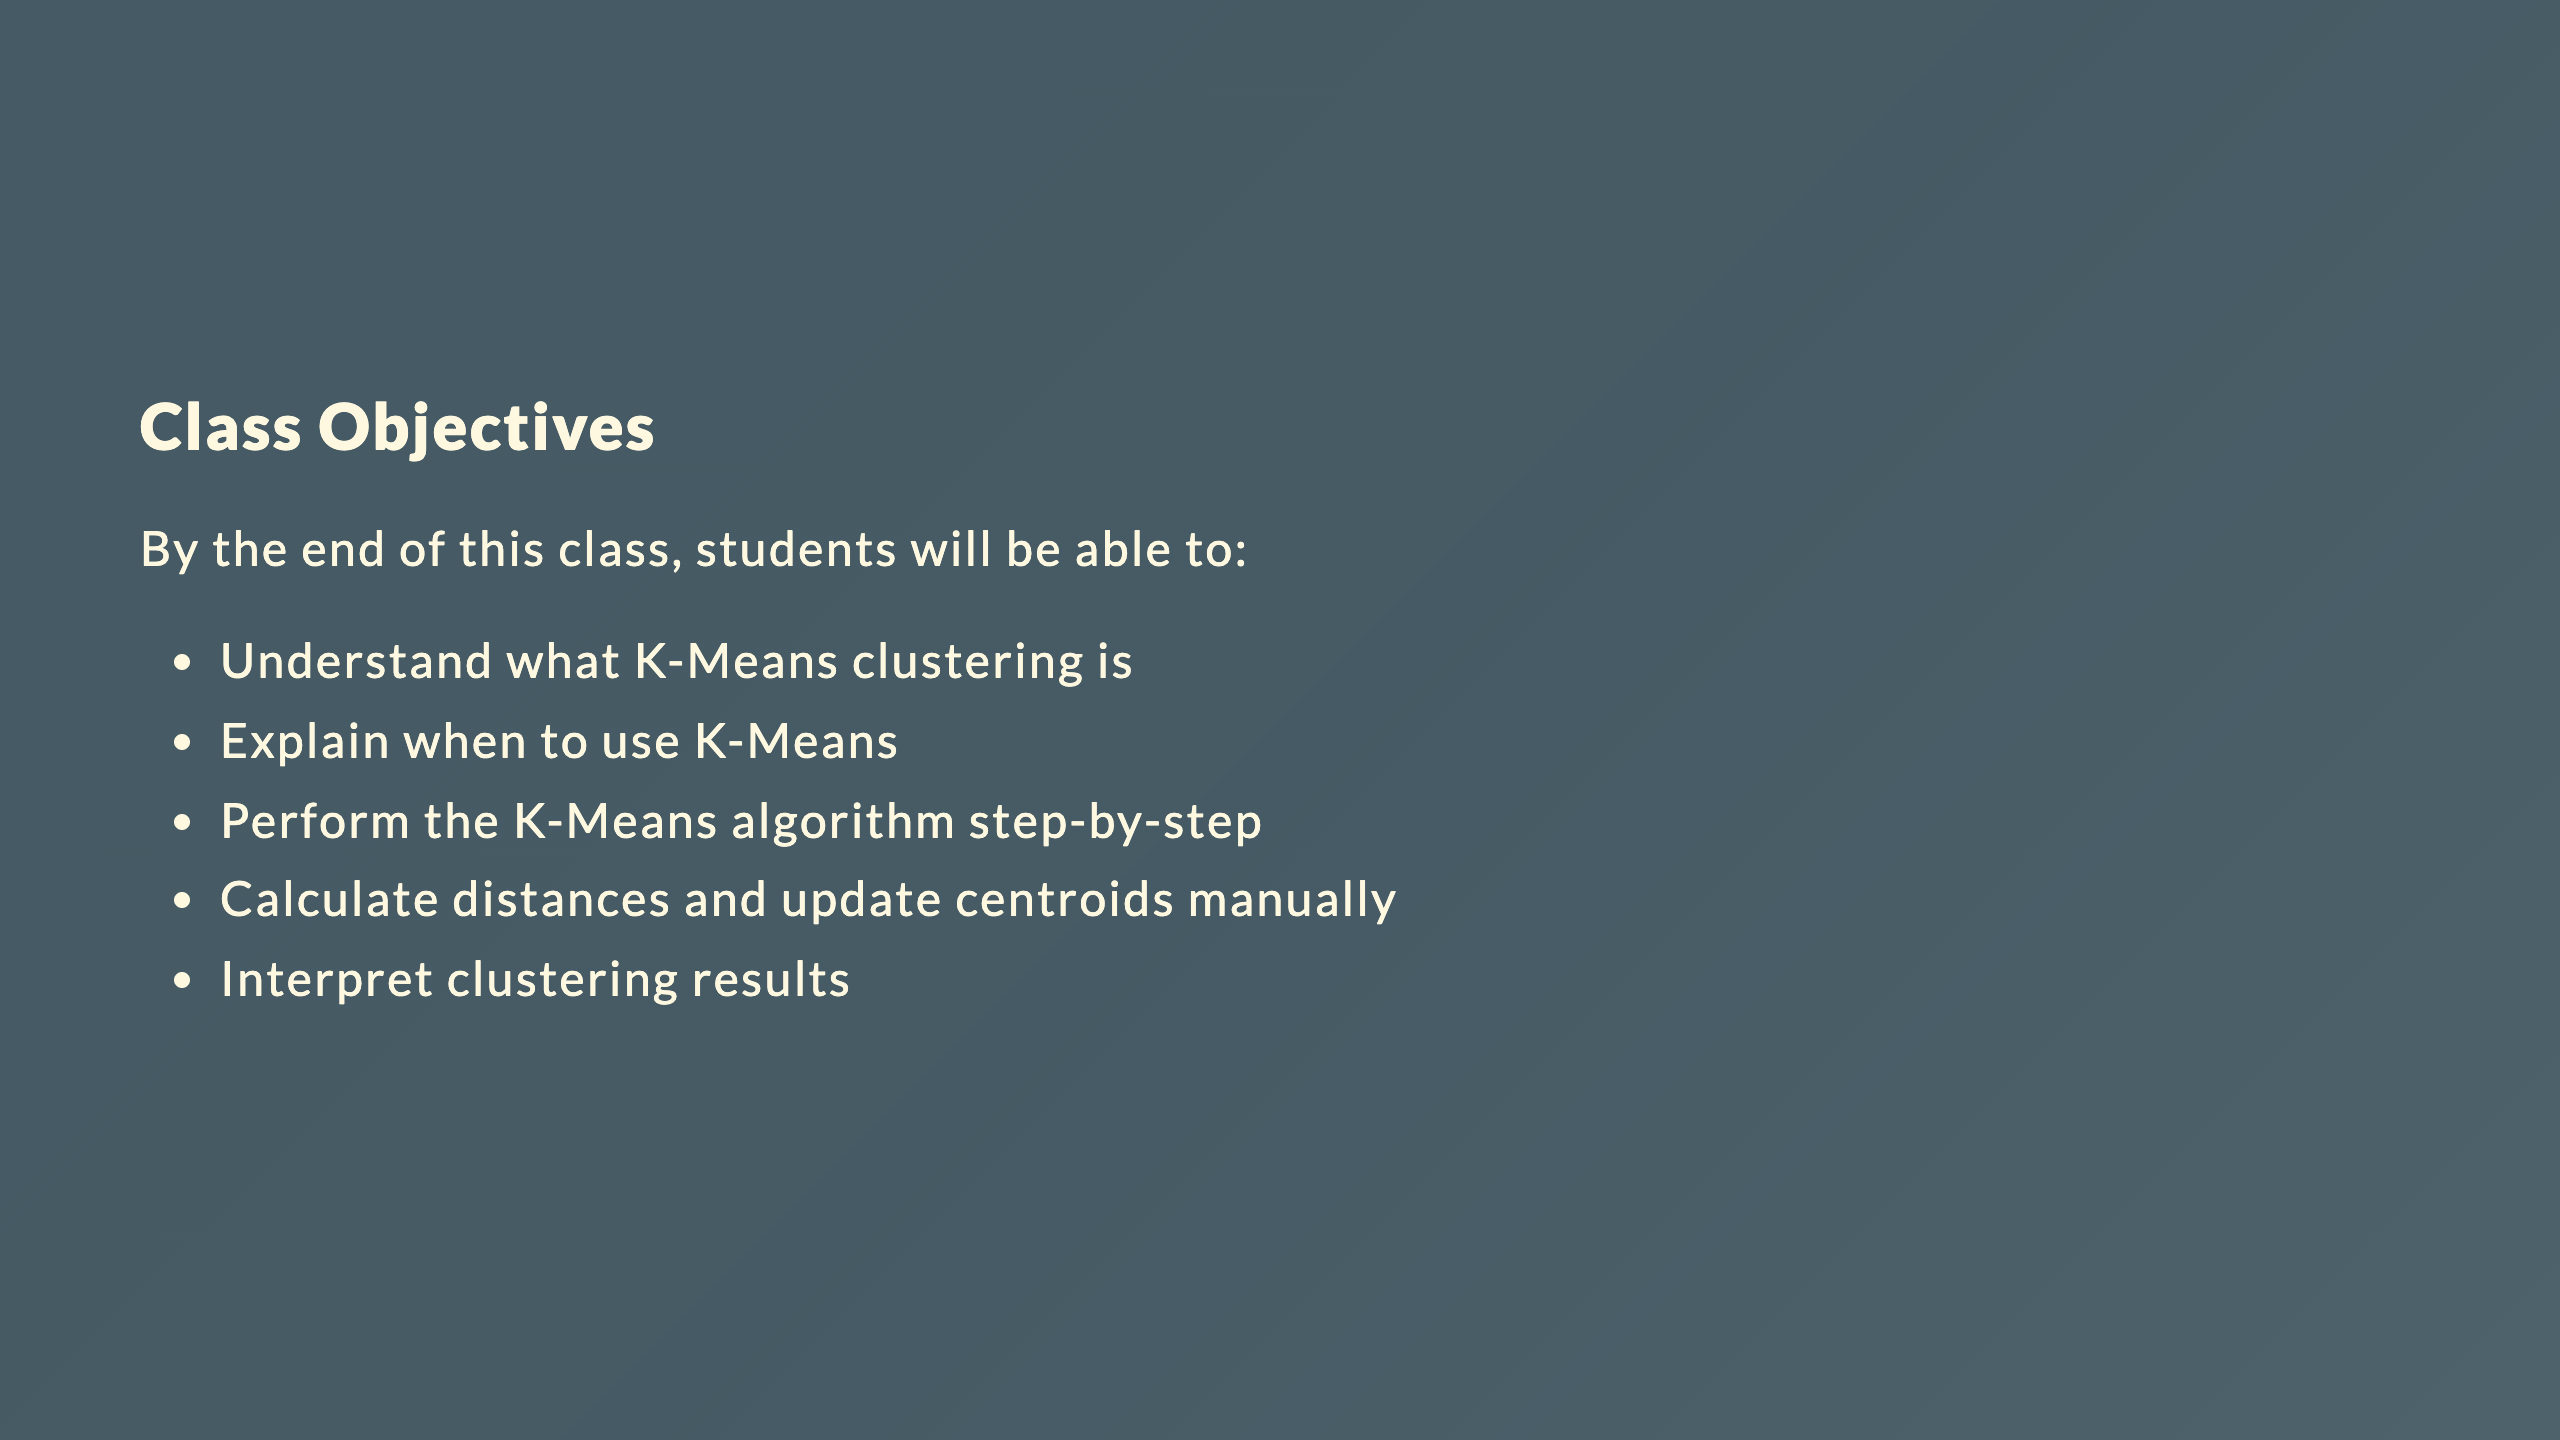 Class Objectives
By the end of this class, students will be able to:
• Understand what K-Means clustering is
• Explain when to use K-Means
• Perform the K-Means algorithm step-by-step
• Calculate distances and update centroids manually
• Interpret clustering results